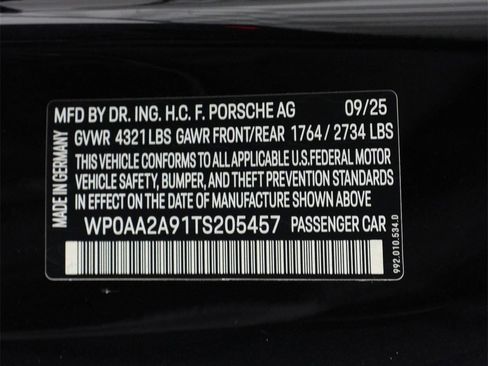 MFD BY DR. ING. H.C. F. PORSCHE AG 09/25
GVWR 4321 LBS GAWR FRONT/REAR 1764/2734 LBS
THIS VEHICLE CONFORMS TO ALL APPLICABLE U.S.FEDERAL MOTOR
VEHICLE SAFETY, BUMPER, AND THEFT PREVENTION STANDARDS
IN EFFECT ON THE DATE OF MANUFACTURE SHOWN ABOVE
WP0AA2A91TS205457 PASSENGER CAR
MADE IN GERMANY
992.010.534.D